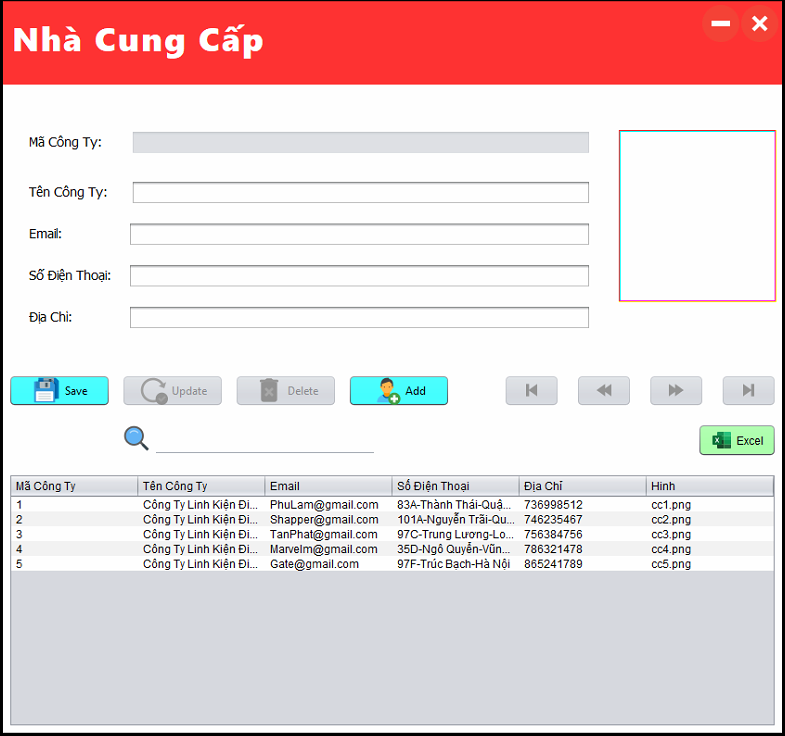 Nhà Cung Cấp
Mã Công Ty:
Tên Công Ty:
Email:
Số Điện Thoại:
Địa Chỉ:
Save Update Delete Add
Excel
Mã Công Ty Tên Công Ty Email Số Điện Thoại Địa Chỉ Hình
1 Công Ty Linh Kiện Đi... PhuLam@gmail.com 83A-Thành Thái-Quậ... 736998512 cc1.png
2 Công Ty Linh Kiện Đi... Shapper@gmail.com 101A-Nguyễn Trãi-Qu... 746235467 cc2.png
3 Công Ty Linh Kiện Đi... TanPhat@gmail.com 97C-Trung Lương-Lo... 756384756 cc3.png
4 Công Ty Linh Kiện Đi... Marvelm@gmail.com 35D-Ngô Quyền-Vũn... 786321478 cc4.png
5 Công Ty Linh Kiện Đi... Gate@gmail.com 97F-Trúc Bạch-Hà Nội 865241789 cc5.png